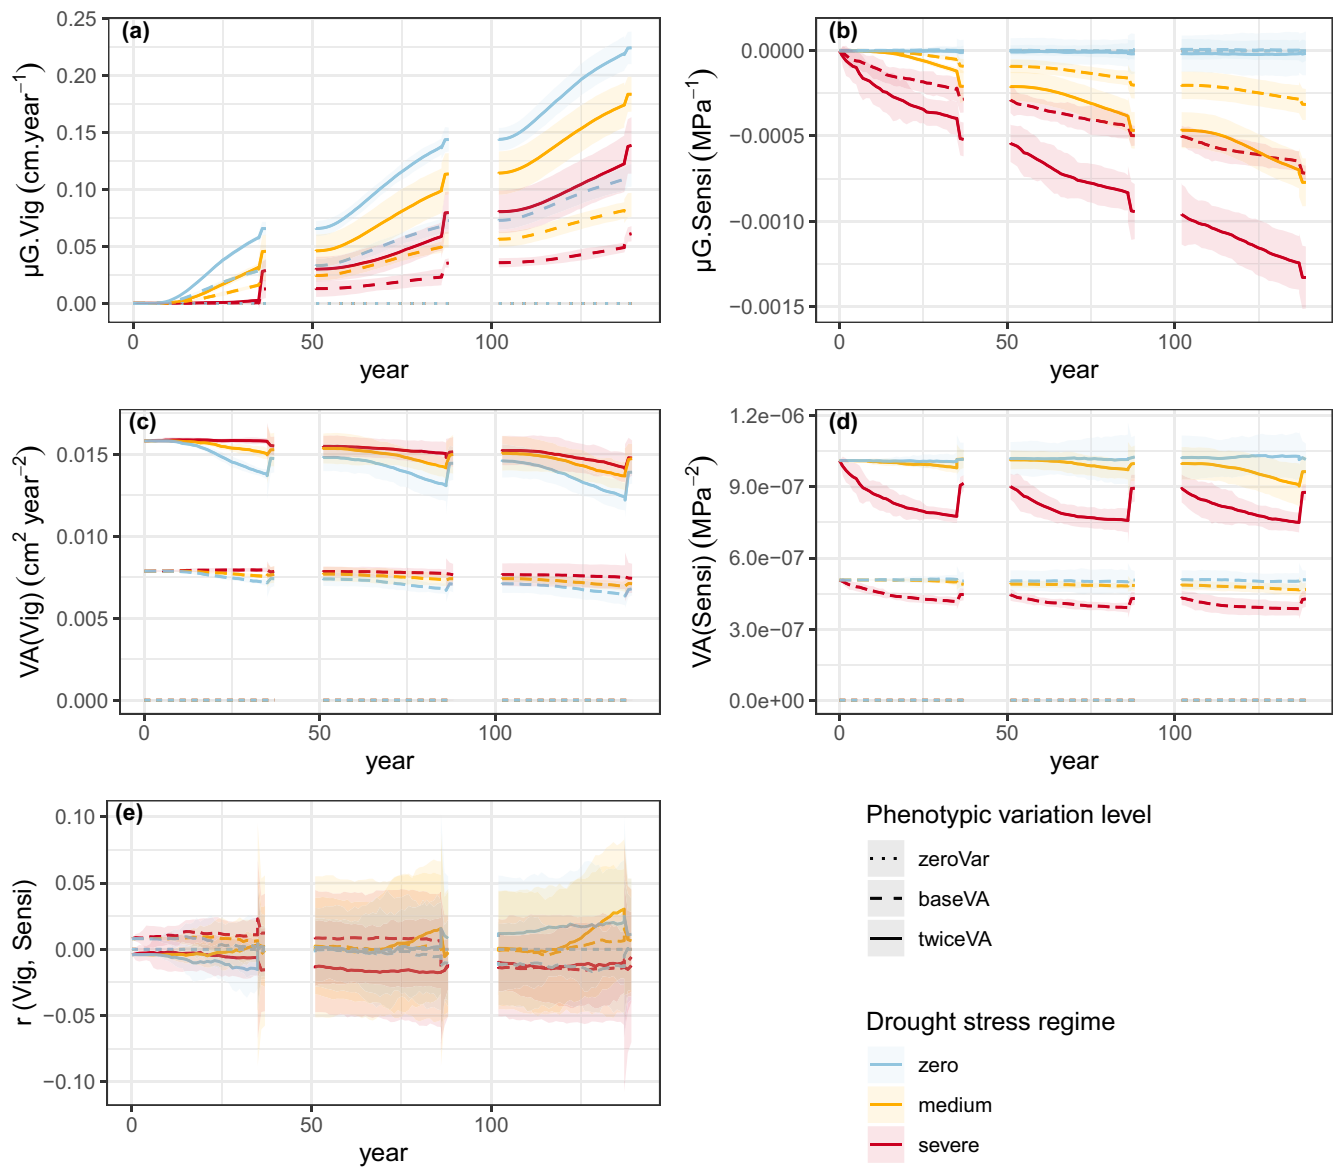 (a)
0.25
0.20
0.15
0.10
0.05
0.00
μG.Vig (cm.year⁻¹)
0
50
100
year
(b)
0.0000
−0.0005
−0.0010
−0.0015
μG.Sensi (MPa⁻¹)
0
50
100
year
(c)
0.015
0.010
0.005
0.000
VA(Vig) (cm² year⁻²)
0
50
100
year
(d)
1.2e−06
9.0e−07
6.0e−07
3.0e−07
0.0e+00
VA(Sensi) (MPa⁻²)
0
50
100
year
(e)
0.10
0.05
0.00
−0.05
−0.10
r (Vig, Sensi)
0
50
100
year
Phenotypic variation level
zeroVar
baseVA
twiceVA
Drought stress regime
zero
medium
severe